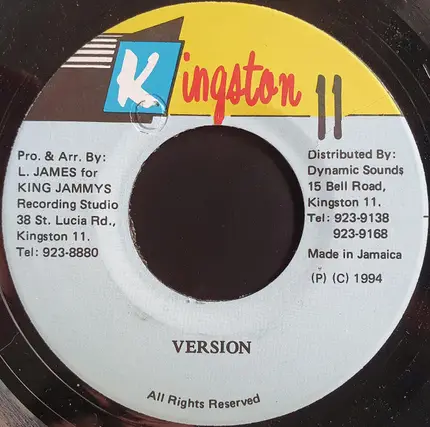 Kingston 11
Pro. & Arr. By:
L. JAMES for
KING JAMMYS
Recording Studio
38 St. Lucia Rd.,
Kingston 11.
Tel: 923-8880
Distributed By:
Dynamic Sounds
15 Bell Road,
Kingston 11.
Tel: 923-9138
923-9168
Made in Jamaica
(P) (C) 1994
VERSION
All Rights Reserved